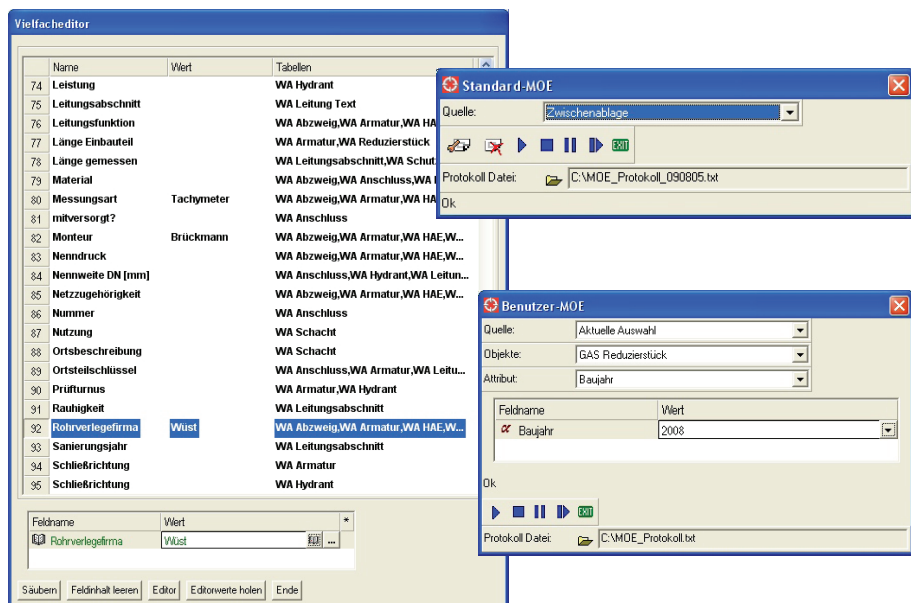 Vielfacheditor
Name Wert Tabellen
74 Leistung WA Hydrant
75 Leitungsabschnitt WA Leitung Text
76 Leitungsfunktion WA Abzweig,WA Armatur,WA HA
77 Länge Einbauteil WA Armatur,WA Reduzierstück
78 Länge gemessen WA Leitungsabschnitt,WA Schutz
79 Material WA Abzweig,WA Anschluss,WA
80 Messungsart Tachymeter WA Abzweig,WA Armatur,WA HA
81 mitversorgt? WA Anschluss
82 Monteur Brückmann WA Abzweig,WA Armatur,WA HAE,W...
83 Nenndruck WA Abzweig,WA Armatur,WA HAE,W...
84 Nennweite DN [mm] WA Anschluss,WA Hydrant,WA Leitun...
85 Netzzugehörigkeit WA Abzweig,WA Armatur,WA HAE,W...
86 Nummer WA Anschluss
87 Nutzung WA Schacht
88 Ortsbeschreibung WA Schacht
89 Ortsteilschlüssel WA Anschluss,WA Armatur,WA Leitu...
90 Prüfturnus WA Armatur,WA Hydrant
91 Rauhigkeit WA Leitungsabschnitt
92 Rohrverlegefirma Wüst WA Abzweig,WA Armatur,WA HAE,W...
93 Sanierungsjahr WA Leitungsabschnitt
94 Schließrichtung WA Armatur
95 Schließrichtung WA Hydrant
Feldname Wert *
Rohrverlegefirma Wüst ...
Säubern Feldinhalt leeren Editor Editorwerte holen Ende
Standard-MOE
Quelle: Zwischenablage
EXIT
Protokoll Datei: C:\MOE_Protokoll_090805.txt
Ok
Benutzer-MOE
Quelle: Aktuelle Auswahl
Objekte: GAS Reduzierstück
Attribut: Baujahr
Feldname Wert
α Baujahr 2008
Ok
EXIT
Protokoll Datei: C:\MOE_Protokoll.txt